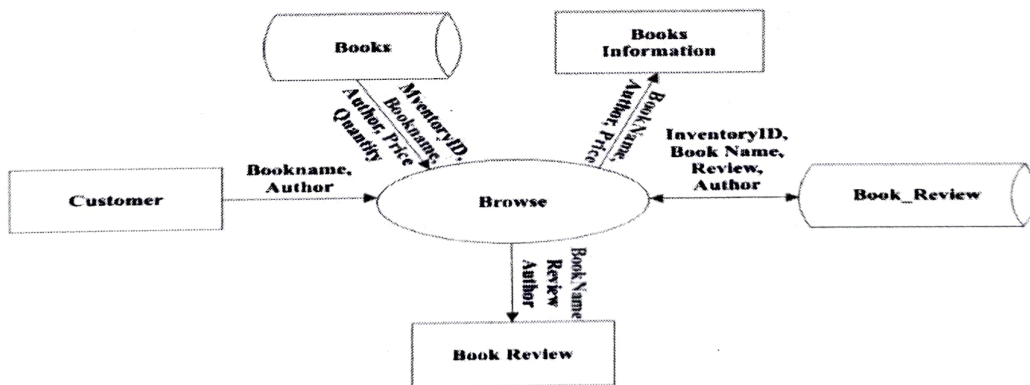 Books
Books
Information
MventoryID,
Bookname,
Author, Price
Quantity
BookName,
Author, Price
Bookname,
Author
InventoryID,
Book Name,
Review,
Author
Customer
Browse
Book_Review
BookName
Review
Author
Book Review